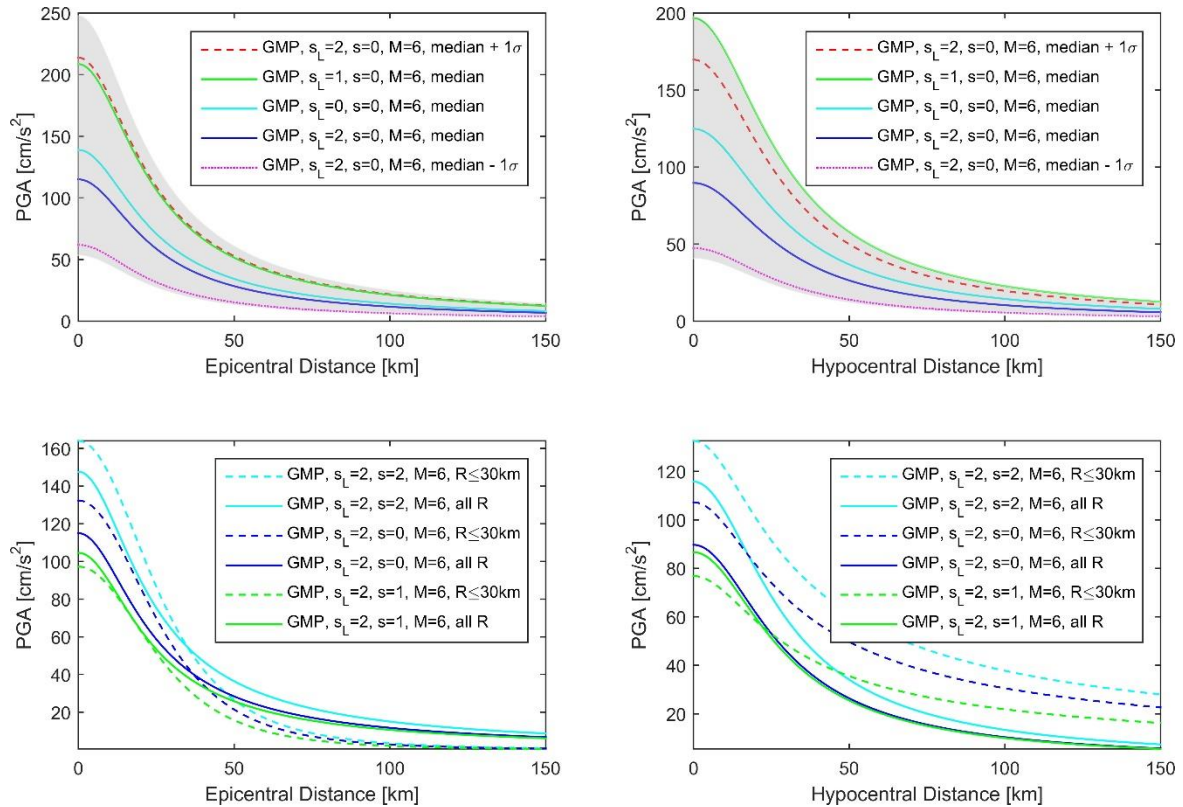 250
200
150
100
50
0
PGA [cm/s²]
GMP, s_L=2, s=0, M=6, median + 1σ
GMP, s_L=1, s=0, M=6, median
GMP, s_L=0, s=0, M=6, median
GMP, s_L=2, s=0, M=6, median
GMP, s_L=2, s=0, M=6, median - 1σ
0 50 100 150
Epicentral Distance [km]
200
150
100
50
0
PGA [cm/s²]
GMP, s_L=2, s=0, M=6, median + 1σ
GMP, s_L=1, s=0, M=6, median
GMP, s_L=0, s=0, M=6, median
GMP, s_L=2, s=0, M=6, median
GMP, s_L=2, s=0, M=6, median - 1σ
0 50 100 150
Hypocentral Distance [km]
160
140
120
100
80
60
40
20
PGA [cm/s²]
GMP, s_L=2, s=2, M=6, R≤30km
GMP, s_L=2, s=2, M=6, all R
GMP, s_L=2, s=0, M=6, R≤30km
GMP, s_L=2, s=0, M=6, all R
GMP, s_L=2, s=1, M=6, R≤30km
GMP, s_L=2, s=1, M=6, all R
0 50 100 150
Epicentral Distance [km]
120
100
80
60
40
20
PGA [cm/s²]
GMP, s_L=2, s=2, M=6, R≤30km
GMP, s_L=2, s=2, M=6, all R
GMP, s_L=2, s=0, M=6, R≤30km
GMP, s_L=2, s=0, M=6, all R
GMP, s_L=2, s=1, M=6, R≤30km
GMP, s_L=2, s=1, M=6, all R
0 50 100 150
Hypocentral Distance [km]